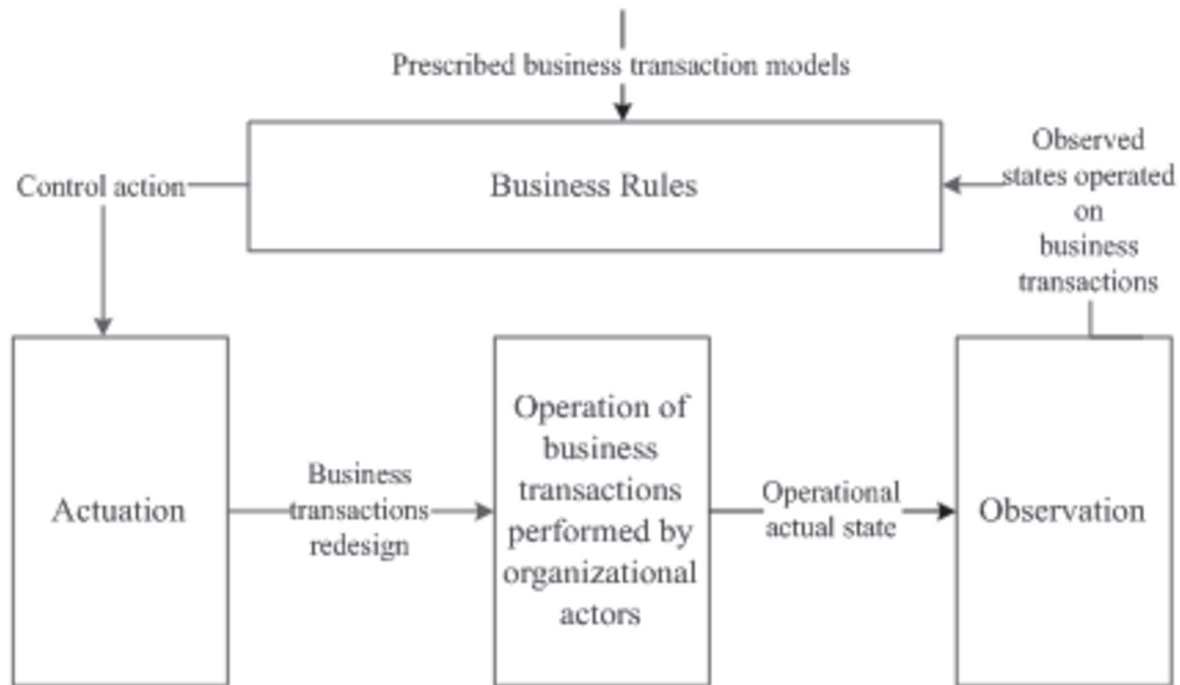 Prescribed business transaction models
Business Rules
Control action
Observed
states operated
on
business
transactions
Actuation
Business
transactions
redesign
Operation of
business
transactions
performed by
organizational
actors
Operational
actual state
Observation